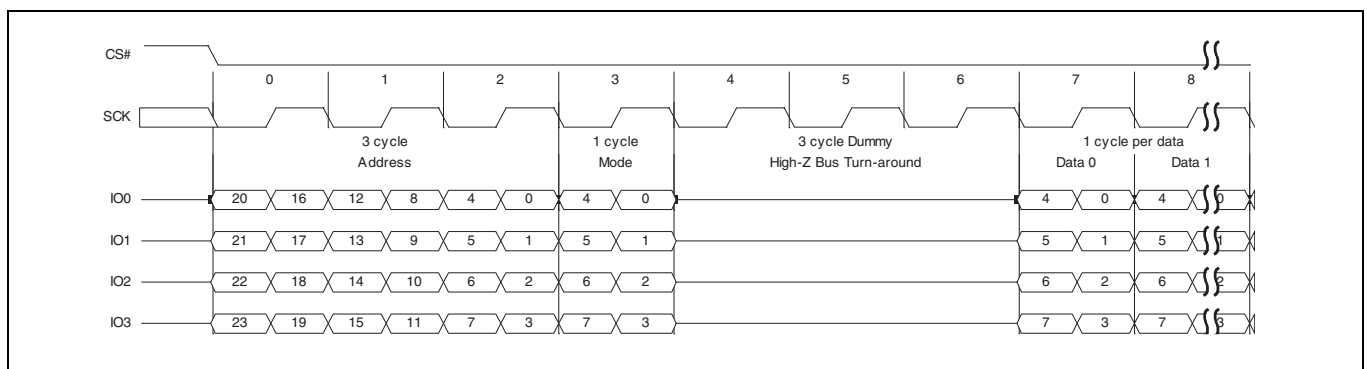 CS#
0 1 2 3 4 5 6 7 8
SCK
3 cycle 1 cycle 3 cycle Dummy 1 cycle per data
Address Mode High-Z Bus Turn-around Data 0 Data 1
IO0 20 16 12 8 4 0 4 0 4 0 4 0
IO1 21 17 13 9 5 1 5 1 5 1 5 1
IO2 22 18 14 10 6 2 6 2 6 2 6 2
IO3 23 19 15 11 7 3 7 3 7 3 7 3